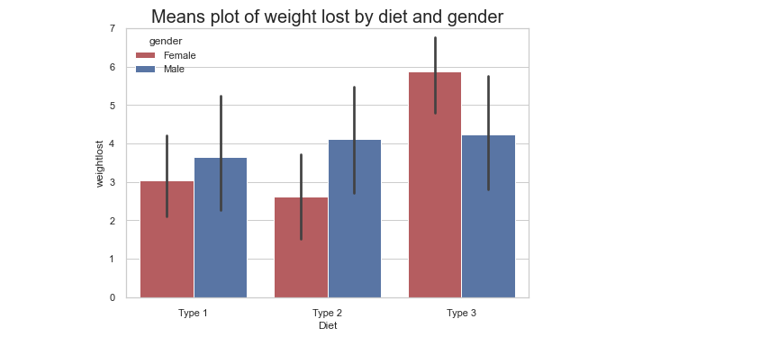 Means plot of weight lost by diet and gender
gender
Female
Male
weightlost
7
6
5
4
3
2
1
0
Type 1
Type 2
Type 3
Diet